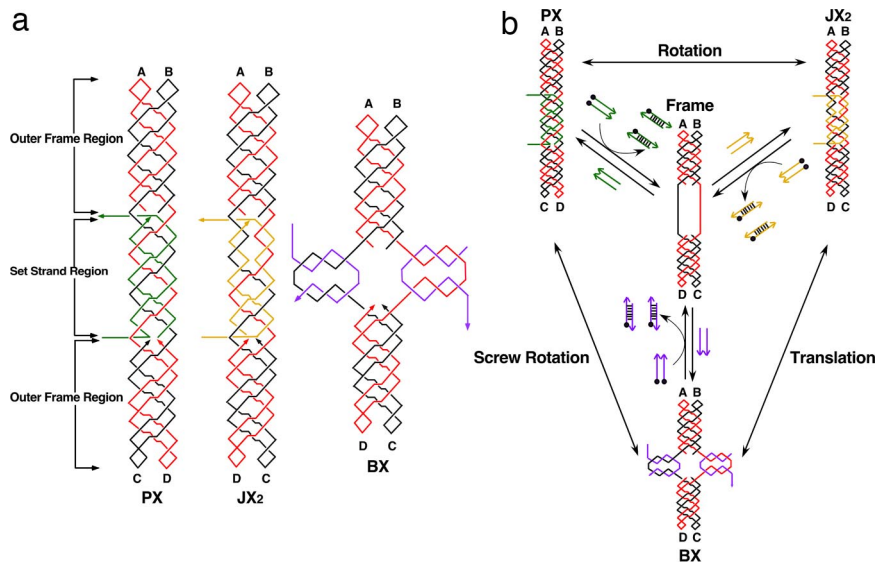 a
A B
A B
A B
Outer Frame Region
Set Strand Region
Outer Frame Region
C D
D C
D C
PX
JX2
BX
b
PX
A B
JX2
A B
Rotation
Frame
A B
C D
D C
D C
Screw Rotation
Translation
A B
D C
BX